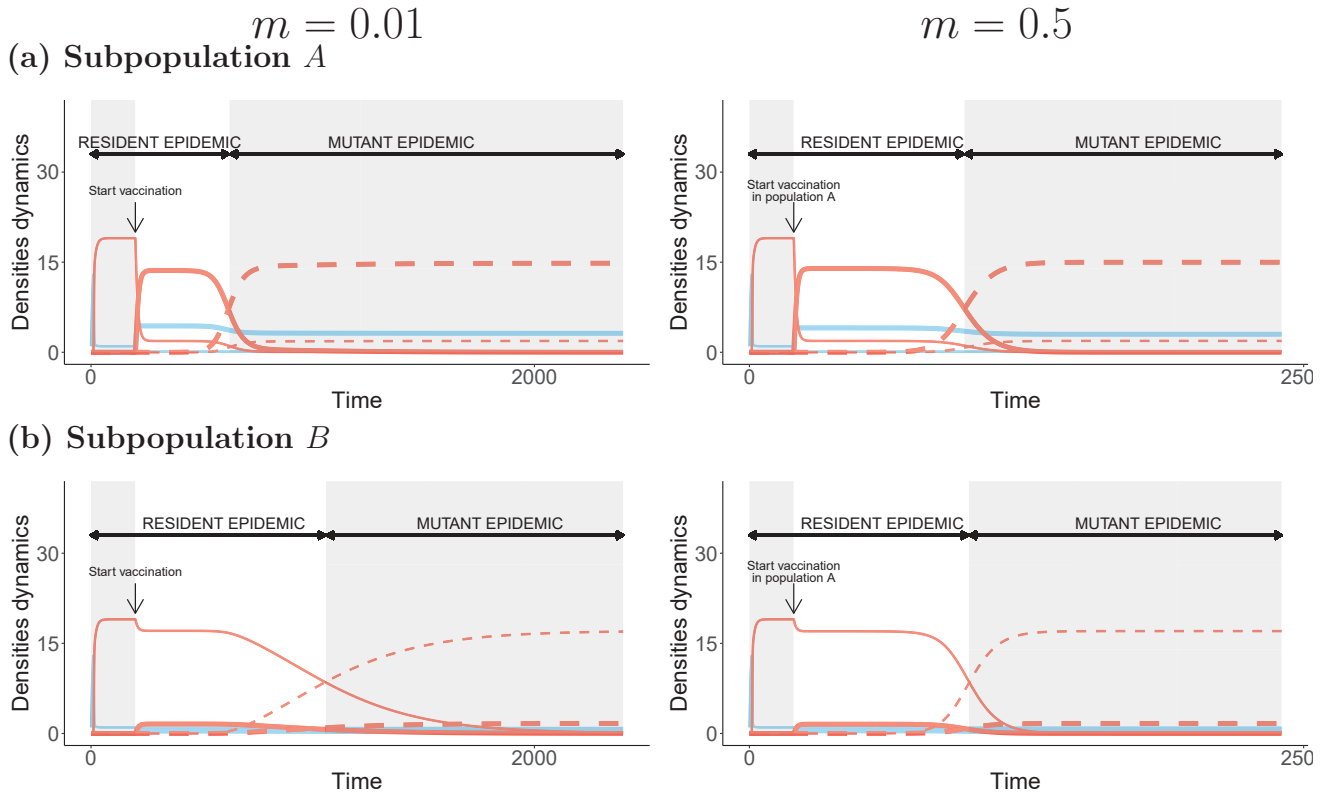 m = 0.01
m = 0.5
(a) Subpopulation A
Densities dynamics
30
15
0
RESIDENT EPIDEMIC
MUTANT EPIDEMIC
Start vaccination
0
2000
Time
Densities dynamics
30
15
0
RESIDENT EPIDEMIC
MUTANT EPIDEMIC
Start vaccination
in population A
0
250
Time
(b) Subpopulation B
Densities dynamics
30
15
0
RESIDENT EPIDEMIC
MUTANT EPIDEMIC
Start vaccination
0
2000
Time
Densities dynamics
30
15
0
RESIDENT EPIDEMIC
MUTANT EPIDEMIC
Start vaccination
in population A
0
250
Time